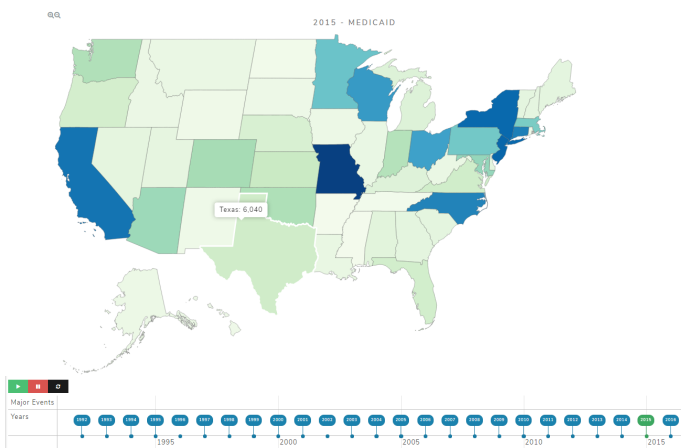 2015 - MEDICAID
Texas: 6,040
Major Events
Years
1992 1993 1994 1995 1996 1997 1998 1999 2000 2001 2002 2003 2004 2005 2006 2007 2008 2009 2010 2011 2012 2013 2014 2015 2016
1995 2000 2005 2010 2015